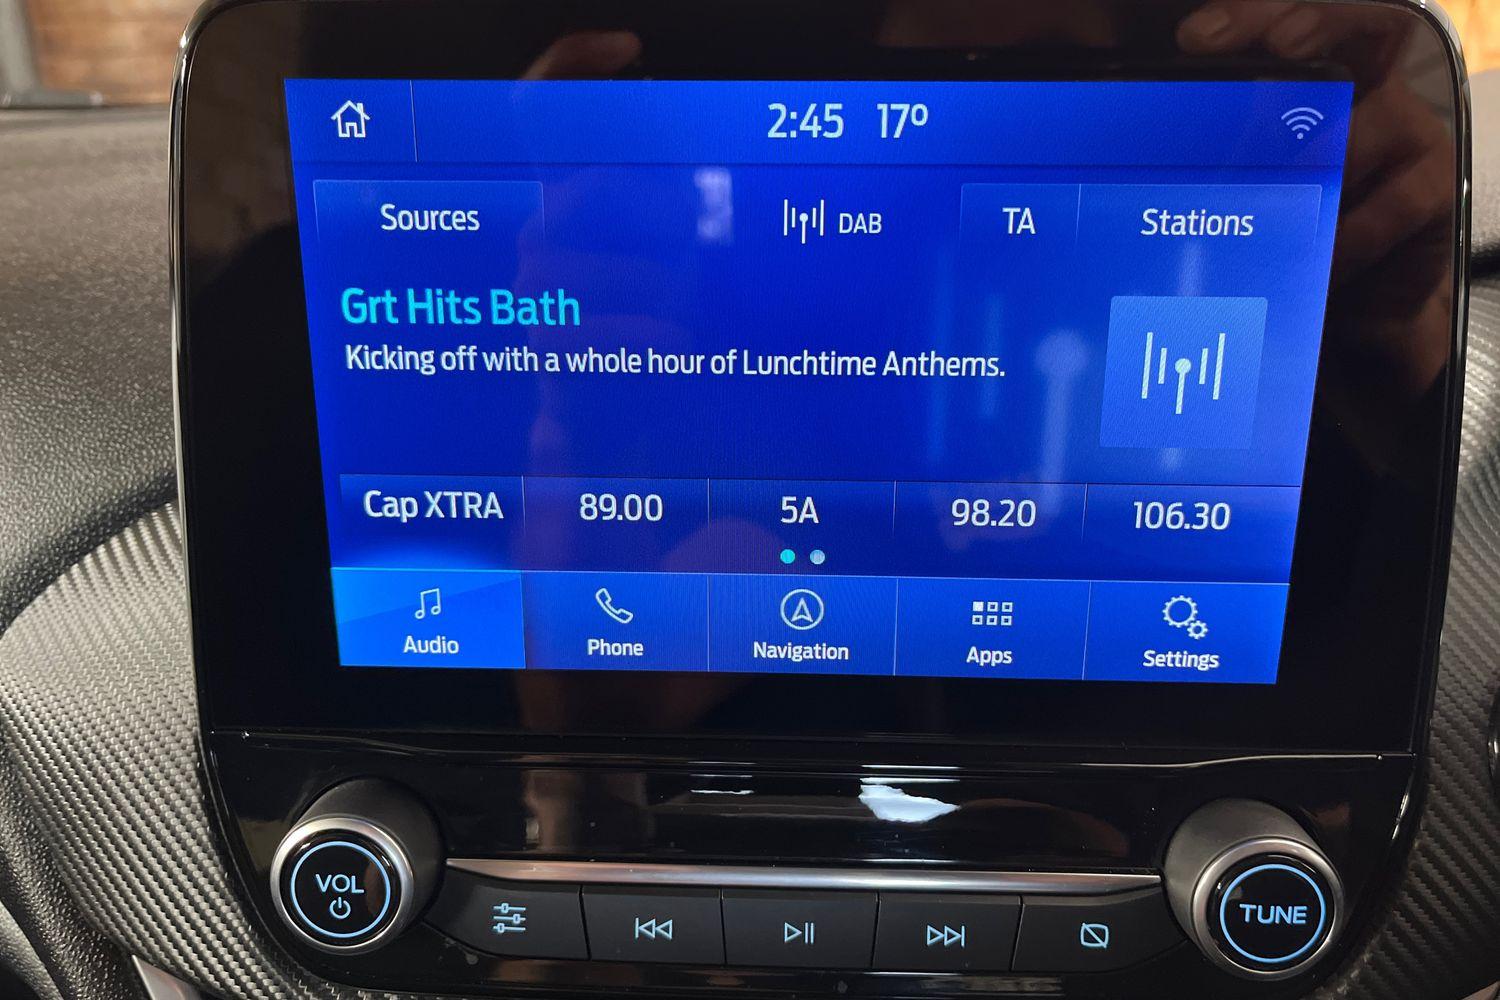 2:45 17º
Sources DAB TA Stations
Grt Hits Bath
Kicking off with a whole hour of Lunchtime Anthems.
Cap XTRA 89.00 5A 98.20 106.30
Audio Phone Navigation Apps Settings
VOL TUNE